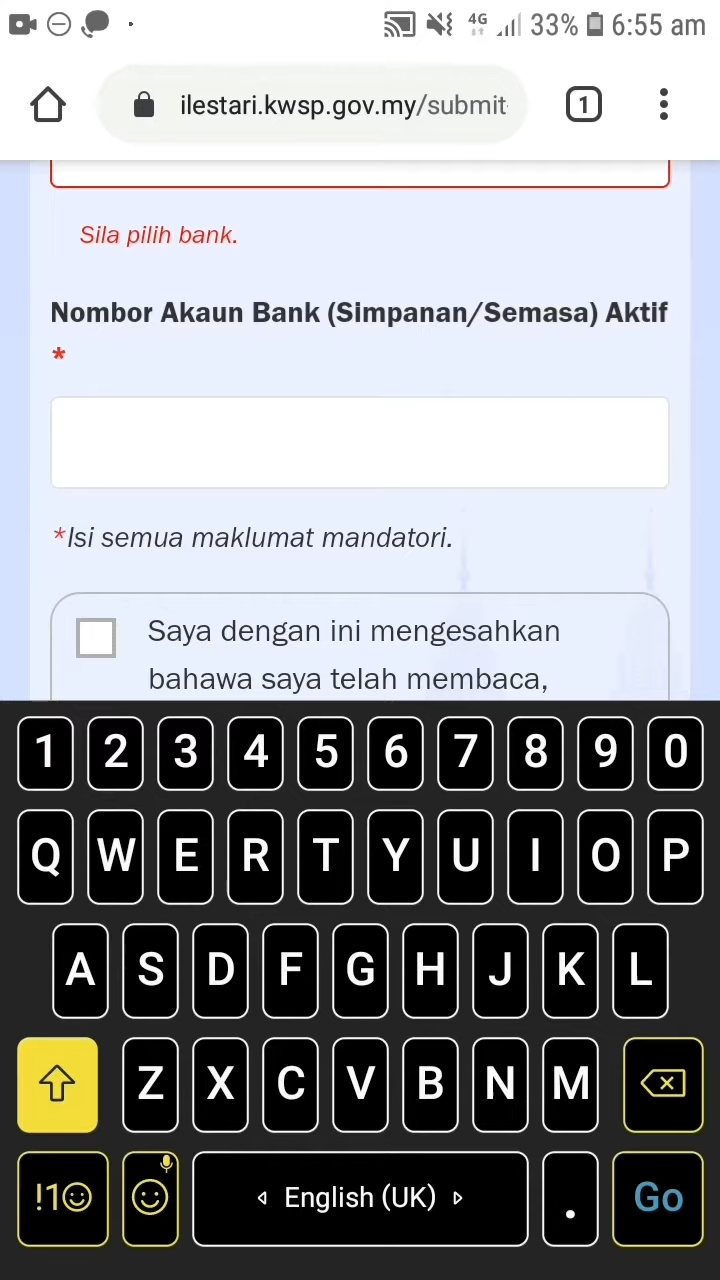 4G 33% 6:55 am
ilestari.kwsp.gov.my/submit
1
Sila pilih bank.
Nombor Akaun Bank (Simpanan/Semasa) Aktif
*
*Isi semua maklumat mandatori.
Saya dengan ini mengesahkan
bahawa saya telah membaca,
1 2 3 4 5 6 7 8 9 0
Q W E R T Y U I O P
A S D F G H J K L
Z X C V B N M
!1☺ English (UK) . Go